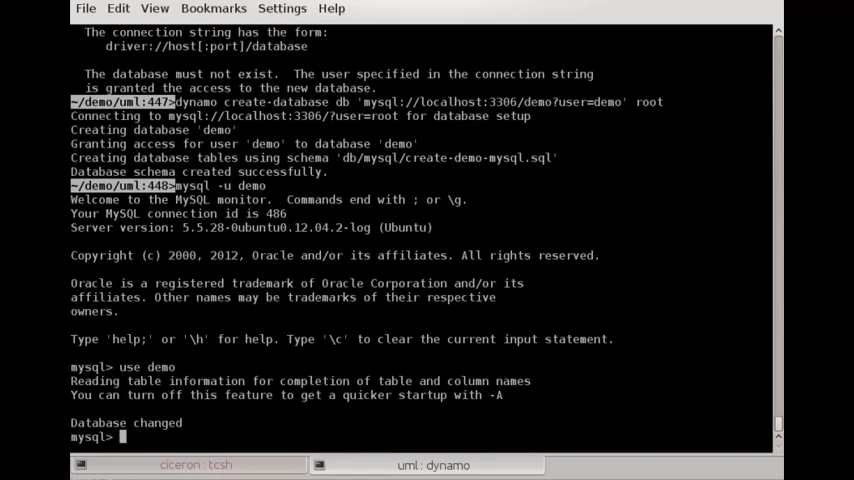 File Edit View Bookmarks Settings Help
The connection string has the form:
driver://host[:port]/database
The database must not exist.  The user specified in the connection string
is granted the access to the new database.
~/demo/uml:447>dynamo create-database db 'mysql://localhost:3306/demo?user=demo' root
Connecting to mysql://localhost:3306/?user=root for database setup
Creating database 'demo'
Granting access for user 'demo' to database 'demo'
Creating database tables using schema 'db/mysql/create-demo-mysql.sql'
Database schema created successfully.
~/demo/uml:448>mysql -u demo
Welcome to the MySQL monitor.  Commands end with ; or \g.
Your MySQL connection id is 486
Server version: 5.5.28-0ubuntu0.12.04.2-log (Ubuntu)
Copyright (c) 2000, 2012, Oracle and/or its affiliates. All rights reserved.
Oracle is a registered trademark of Oracle Corporation and/or its
affiliates. Other names may be trademarks of their respective
owners.
Type 'help;' or '\h' for help. Type '\c' to clear the current input statement.
mysql> use demo
Reading table information for completion of table and column names
You can turn off this feature to get a quicker startup with -A
Database changed
mysql>
ciceron : tcsh
uml : dynamo